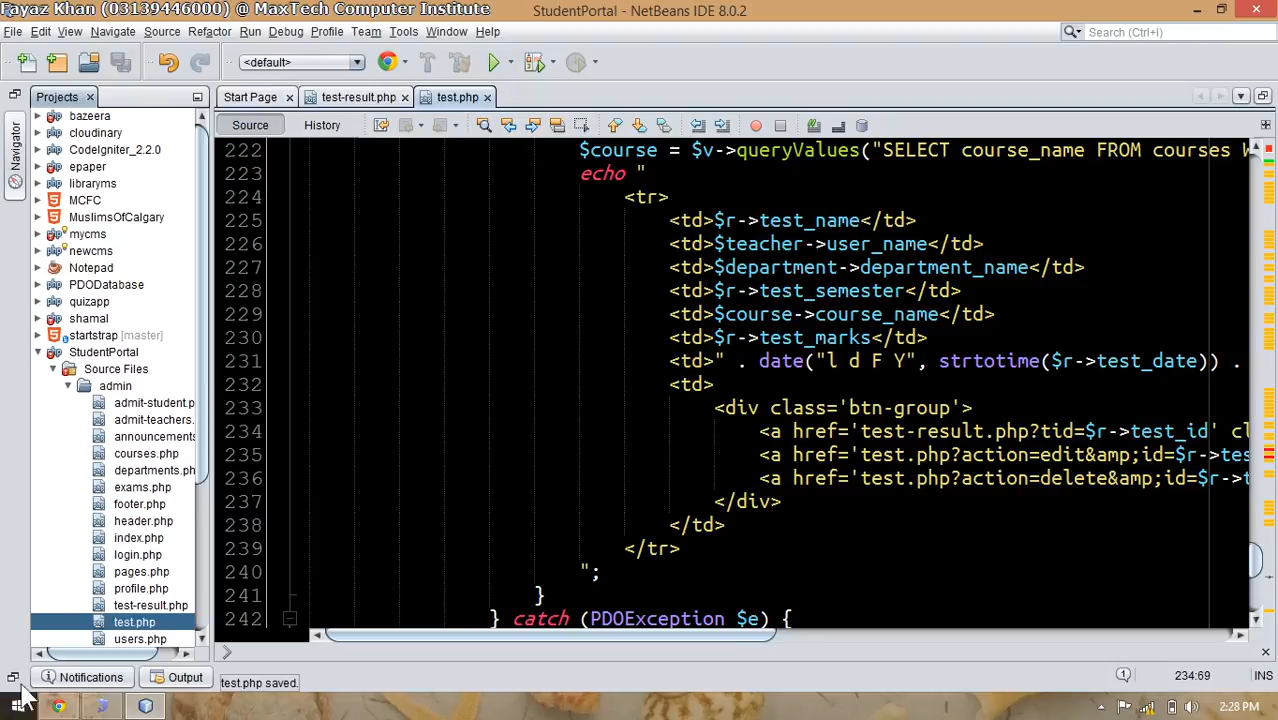 Fayaz Khan (03139446000) @ MaxTech Computer Institute
StudentPortal - NetBeans IDE 8.0.2
File Edit View Navigate Source Refactor Run Debug Profile Team Tools Window Help
Search (Ctrl+I)
<default>
Projects
Start Page
test-result.php
test.php
Source
History
Navigator
bazeera
cloudinary
CodeIgniter_2.2.0
epaper
libraryms
MCFC
MuslimsOfCalgary
mycms
newcms
Notepad
PDODatabase
quizapp
shamal
startstrap [master]
StudentPortal
Source Files
admin
admit-student.p
admit-teachers.
announcements
courses.php
departments.ph
exams.php
footer.php
header.php
index.php
login.php
pages.php
profile.php
test-result.php
test.php
users.php
222 $course = $v->queryValues("SELECT course_name FROM courses W
223 echo "
224 <tr>
225 <td>$r->test_name</td>
226 <td>$teacher->user_name</td>
227 <td>$department->department_name</td>
228 <td>$r->test_semester</td>
229 <td>$course->course_name</td>
230 <td>$r->test_marks</td>
231 <td>" . date("l d F Y", strtotime($r->test_date)) .
232 <td>
233 <div class='btn-group'>
234 <a href='test-result.php?tid=$r->test_id' cl
235 <a href='test.php?action=edit&amp;id=$r->tes
236 <a href='test.php?action=delete&amp;id=$r->t
237 </div>
238 </td>
239 </tr>
240 ";
241 }
242 } catch (PDOException $e) {
Notifications
Output
test.php saved.
1
234:69
INS
2:28 PM